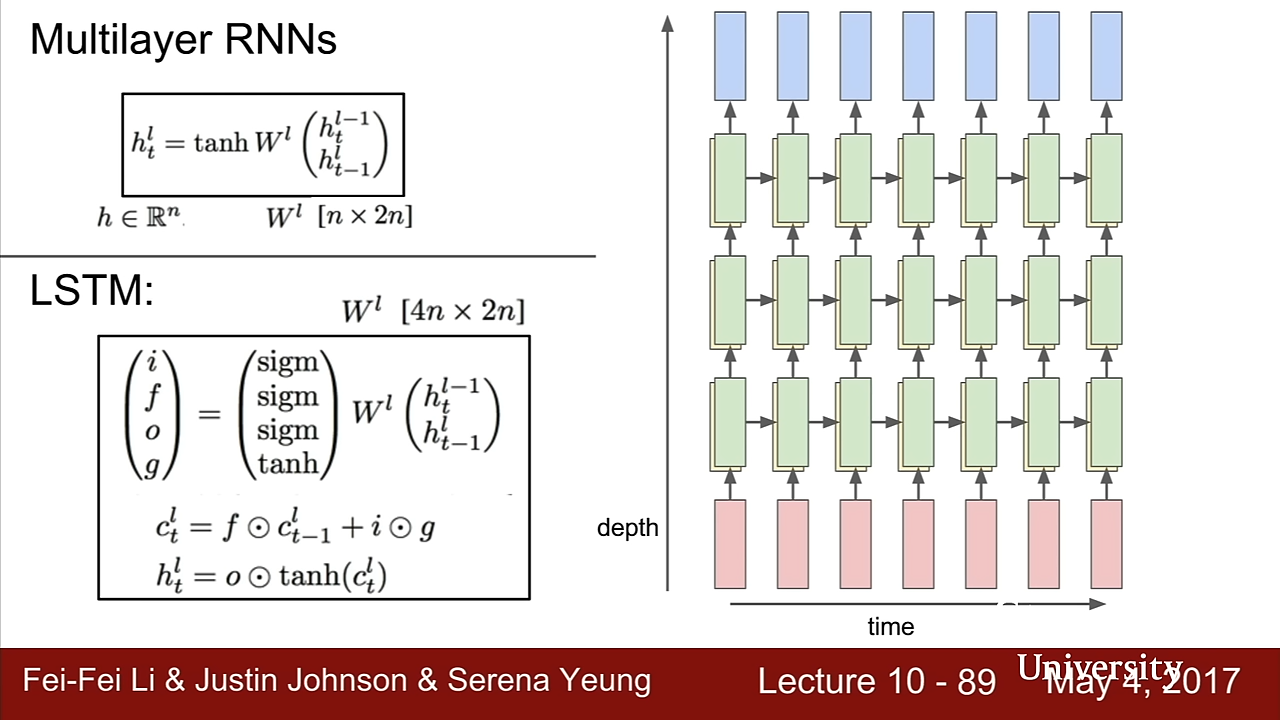 Multilayer RNNs
h_t^l = tanh W^l (h_t^{l-1} h_{t-1}^l)
h ∈ ℝ^n. W^l [n × 2n]
LSTM:
W^l [4n × 2n]
(i f o g) = (sigm sigm sigm tanh) W^l (h_t^{l-1} h_{t-1}^l)
c_t^l = f ⊙ c_{t-1}^l + i ⊙ g
h_t^l = o ⊙ tanh(c_t^l)
depth
time
Fei-Fei Li & Justin Johnson & Serena Yeung
Lecture 10 - 89
University
May 4, 2017